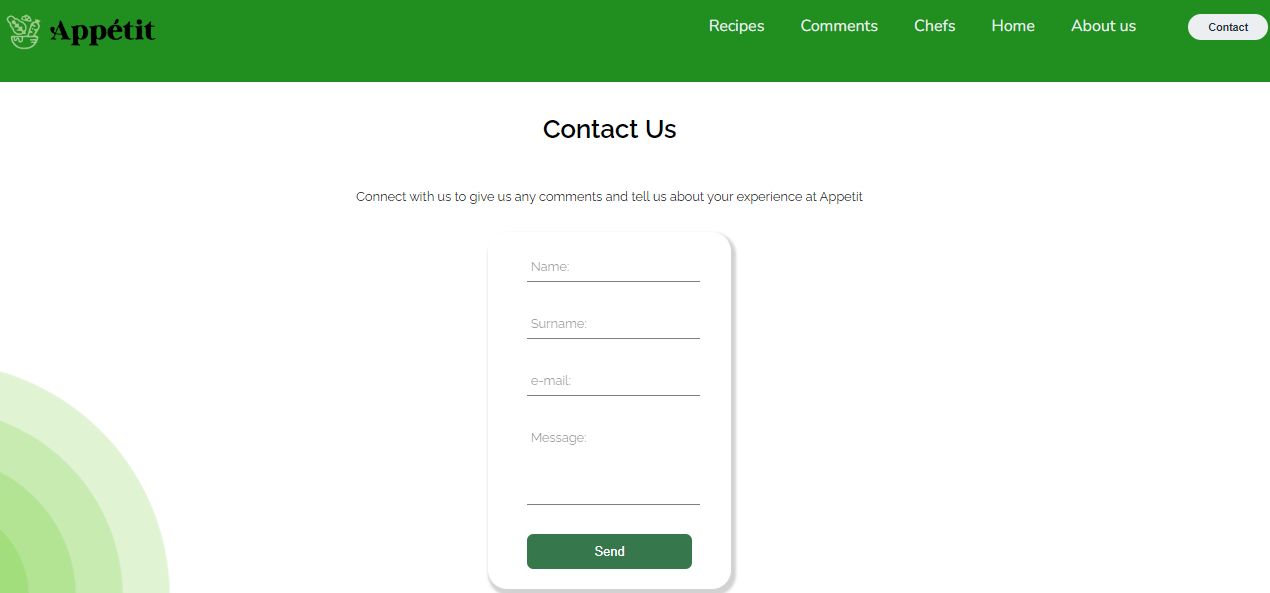 Appétit
Recipes
Comments
Chefs
Home
About us
Contact
Contact Us
Connect with us to give us any comments and tell us about your experience at Appetit
Name:
Surname:
e-mail:
Message:
Send